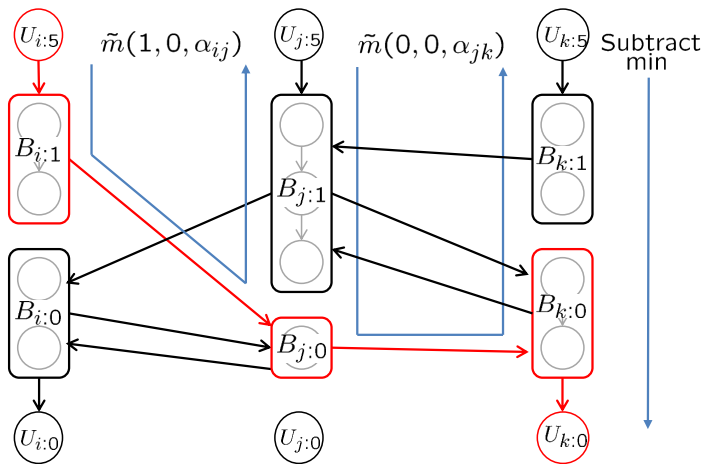 U_{i:5}
m̃(1, 0, α_{ij})
U_{j:5}
m̃(0, 0, α_{jk})
U_{k:5}
Subtract
min
B_{i:1}
B_{j:1}
B_{k:1}
B_{i:0}
B_{j:0}
B_{k:0}
U_{i:0}
U_{j:0}
U_{k:0}